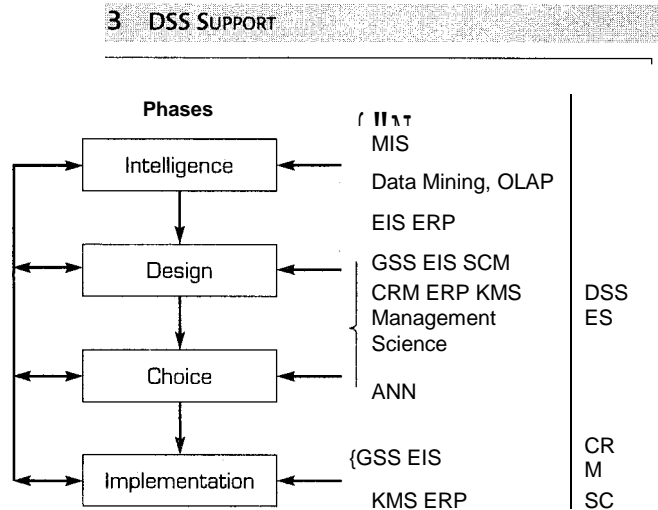 3 DSS SUPPORT
Phases
Intelligence
MIS
Data Mining, OLAP
EIS ERP
Design
GSS EIS SCM
CRM ERP KMS
Management
Science
DSS
ES
Choice
ANN
Implementation
{GSS EIS
KMS ERP
CR
M
SC